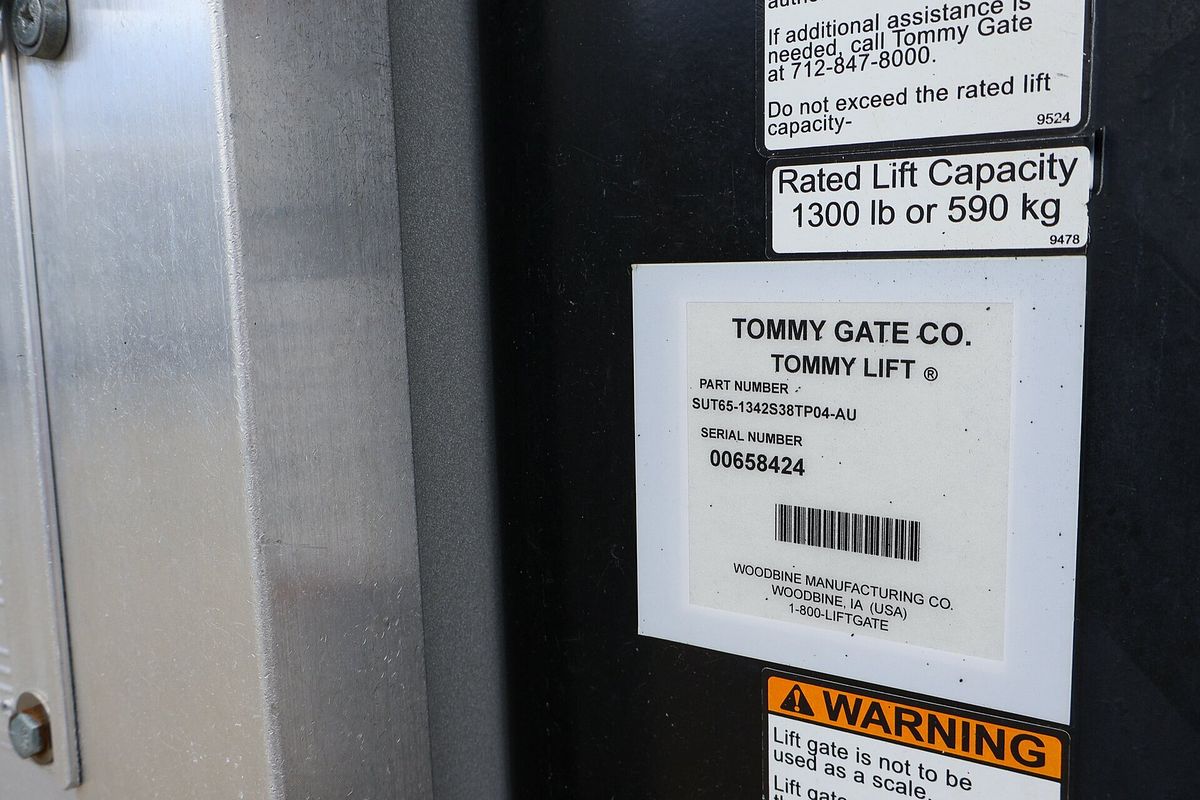 If additional assistance is
needed, call Tommy Gate
at 712-847-8000.
Do not exceed the rated lift
capacity-
9524
Rated Lift Capacity
1300 lb or 590 kg
9478
TOMMY GATE CO.
TOMMY LIFT ®
PART NUMBER
SUT65-1342S38TP04-AU
SERIAL NUMBER
00658424
WOODBINE MANUFACTURING CO.
WOODBINE, IA (USA)
1-800-LIFTGATE
WARNING
Lift gate is not to be
used as a scale.
Lift gate